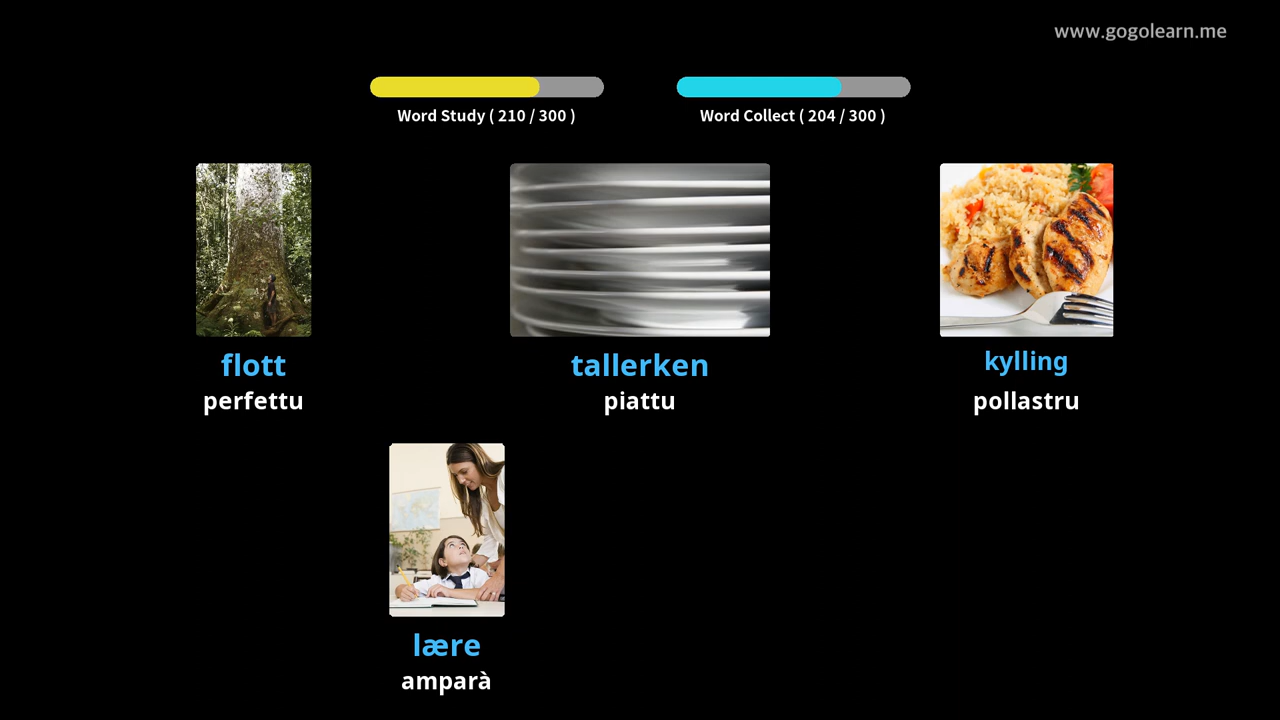 www.gogolearn.me
Word Study ( 210 / 300 )
Word Collect ( 204 / 300 )
flott
perfettu
tallerken
piattu
kylling
pollastru
lære
amparà